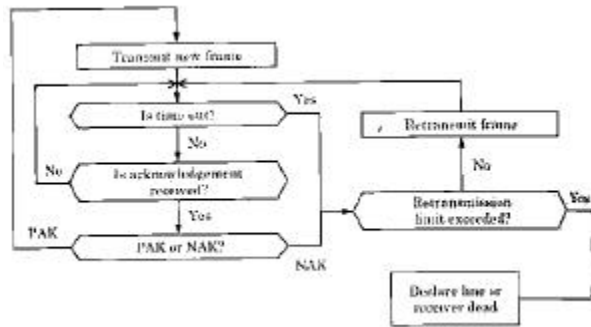 Transmit new frame
Yes
Is time out?
Retransmit frame
No
No
Is acknowledgement
received?
No
Yes
Retransmission
limit exceeded?
Yes
PAK
PAK or NAK?
NAK
Declare line or
receiver dead